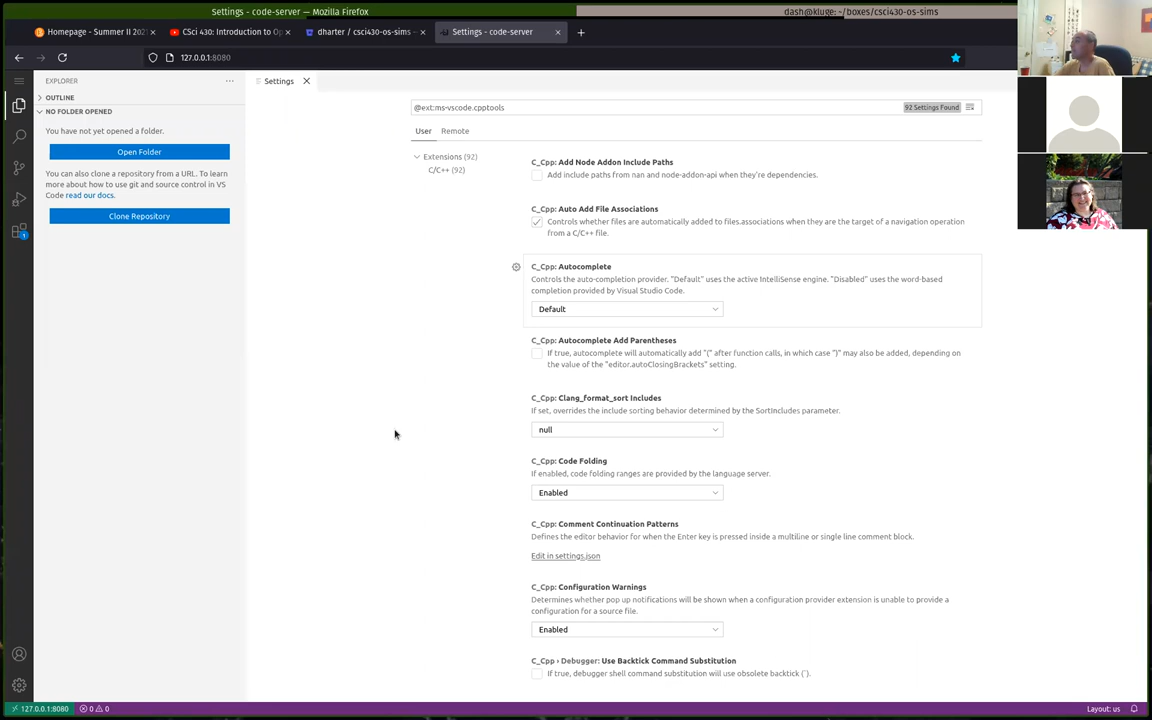 Settings - code-server — Mozilla Firefox
dash@kluge: ~/boxes/csci430-os-sims
Homepage - Summer II 202
CSci 430: Introduction to Op
dharter / csci430-os-sims —
Settings - code-server
127.0.0.1:8080
EXPLORER
Settings
OUTLINE
NO FOLDER OPENED
You have not yet opened a folder.
Open Folder
You can also clone a repository from a URL. To learn more about how to use git and source control in VS Code read our docs.
Clone Repository
1
@ext:ms-vscode.cpptools
92 Settings Found
User
Remote
Extensions (92)
C/C++ (92)
C_Cpp: Add Node Addon Include Paths
Add include paths from nan and node-addon-api when they're dependencies.
C_Cpp: Auto Add File Associations
Controls whether files are automatically added to files.associations when they are the target of a navigation operation
from a C/C++ file.
C_Cpp: Autocomplete
Controls the auto-completion provider. "Default" uses the active IntelliSense engine. "Disabled" uses the word-based
completion provided by Visual Studio Code.
Default
C_Cpp: Autocomplete Add Parentheses
If true, autocomplete will automatically add "(" after function calls, in which case ")" may also be added, depending on
the value of the "editor.autoClosingBrackets" setting.
C_Cpp: Clang_format_sort Includes
If set, overrides the include sorting behavior determined by the SortIncludes parameter.
null
C_Cpp: Code Folding
If enabled, code folding ranges are provided by the language server.
Enabled
C_Cpp: Comment Continuation Patterns
Defines the editor behavior for when the Enter key is pressed inside a multiline or single line comment block.
Edit in settings.json
C_Cpp: Configuration Warnings
Determines whether pop up notifications will be shown when a configuration provider extension is unable to provide a
configuration for a source file.
Enabled
C_Cpp › Debugger: Use Backtick Command Substitution
If true, debugger shell command substitution will use obsolete backtick (`).
127.0.0.1:8080
0
0
Layout: us